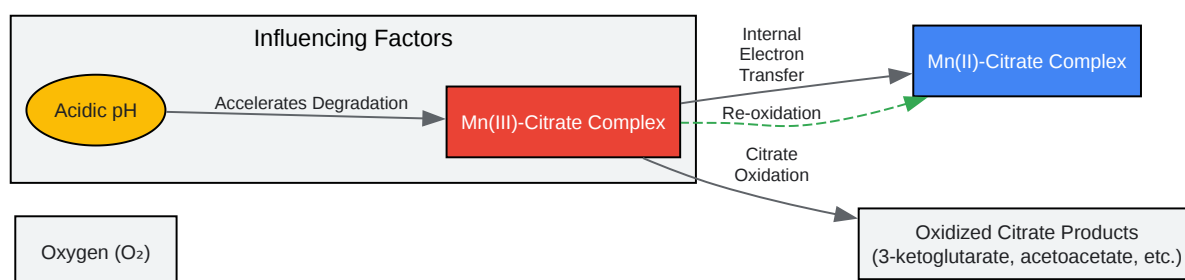 Influencing Factors
Acidic pH
Accelerates Degradation
Mn(III)-Citrate Complex
Internal
Electron
Transfer
Re-oxidation
Citrate
Oxidation
Mn(II)-Citrate Complex
Oxygen (O₂)
Oxidized Citrate Products
(3-ketoglutarate, acetoacetate, etc.)